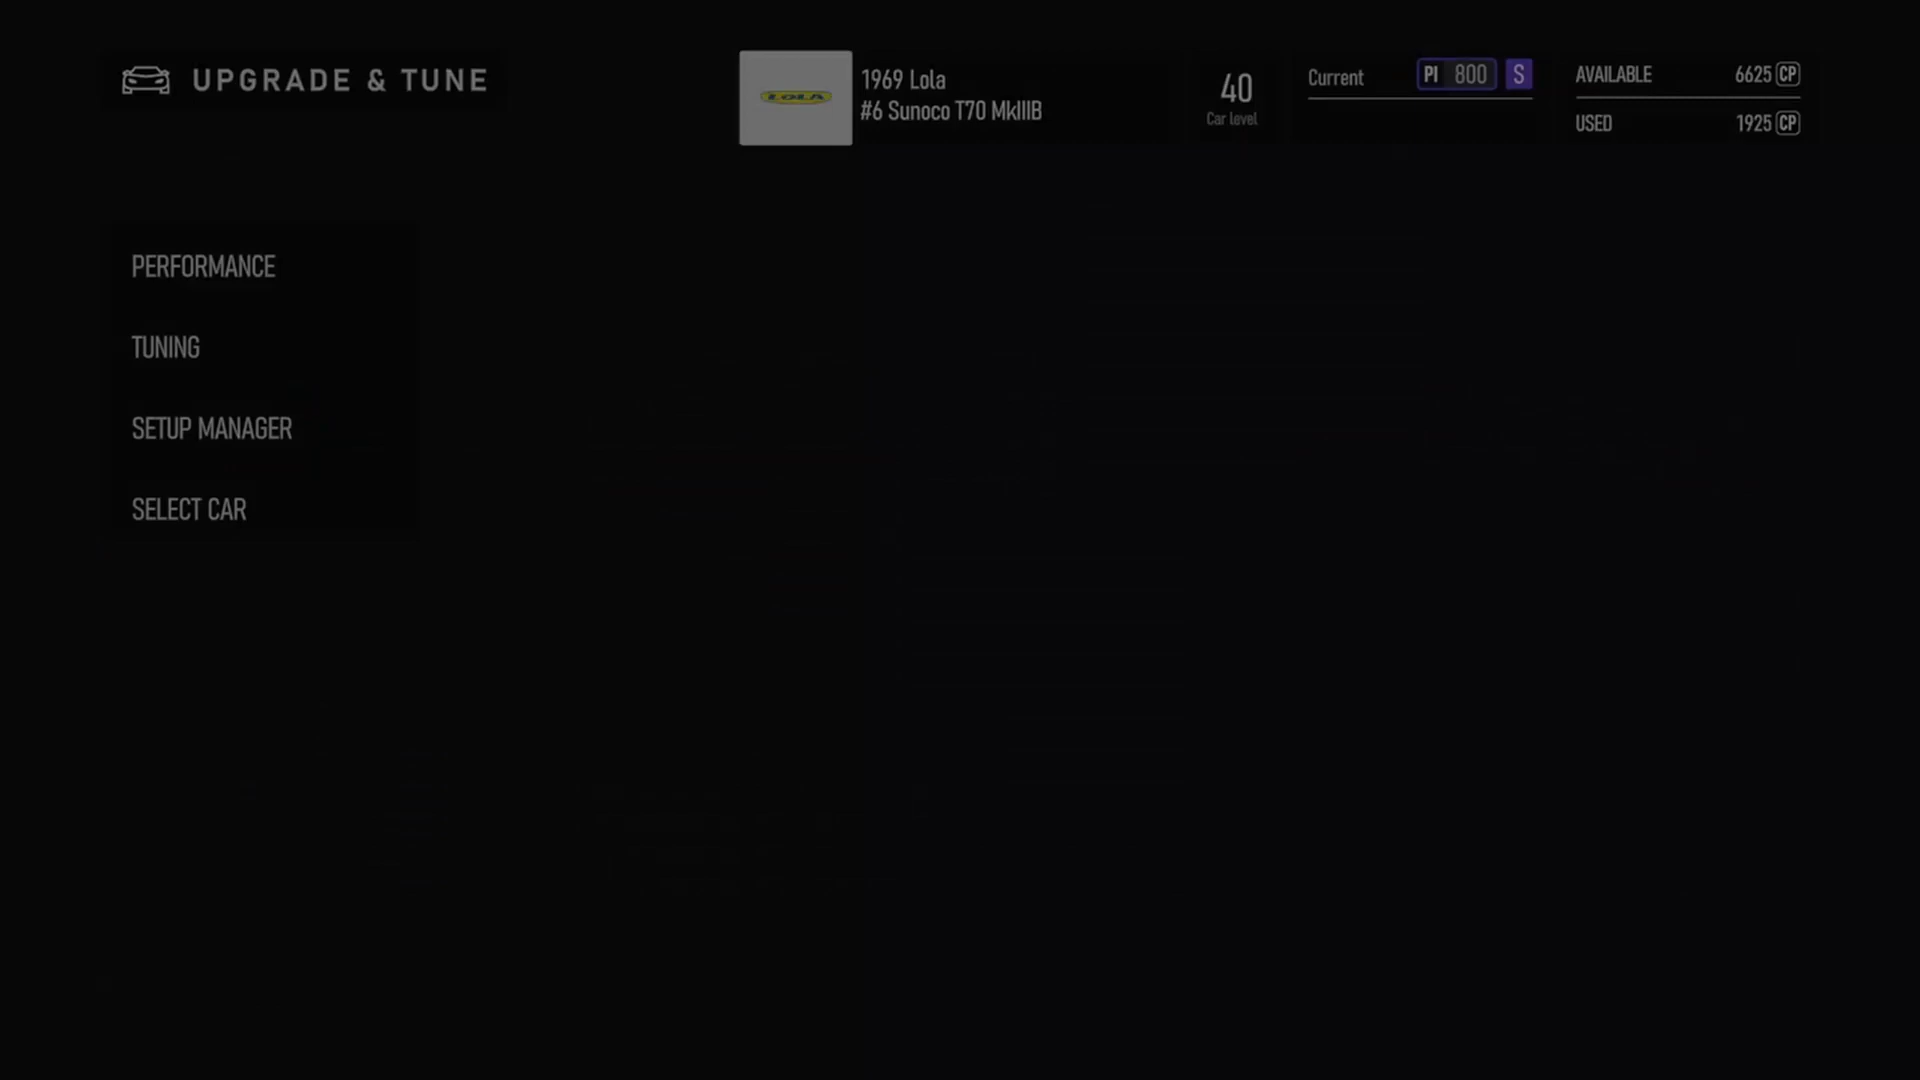 UPGRADE & TUNE
LOLA
1969 Lola
#6 Sunoco T70 MkIIIB
40
Car level
Current PI 800 S
AVAILABLE 6625 CP
USED 1925 CP
PERFORMANCE
TUNING
SETUP MANAGER
SELECT CAR